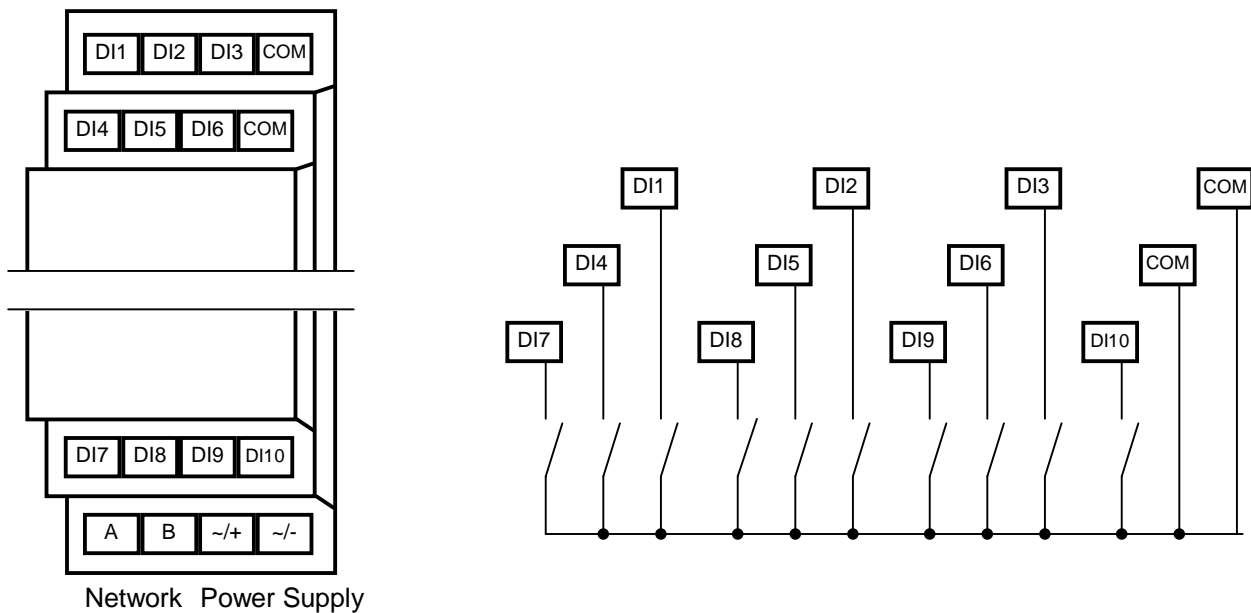 DI1 DI2 DI3 COM
DI4 DI5 DI6 COM
DI7 DI8 DI9 DI10
A B ~/+ ~/-
Network Power Supply
DI1 DI2 DI3 COM
DI4 DI5 DI6 COM
DI7 DI8 DI9 DI10